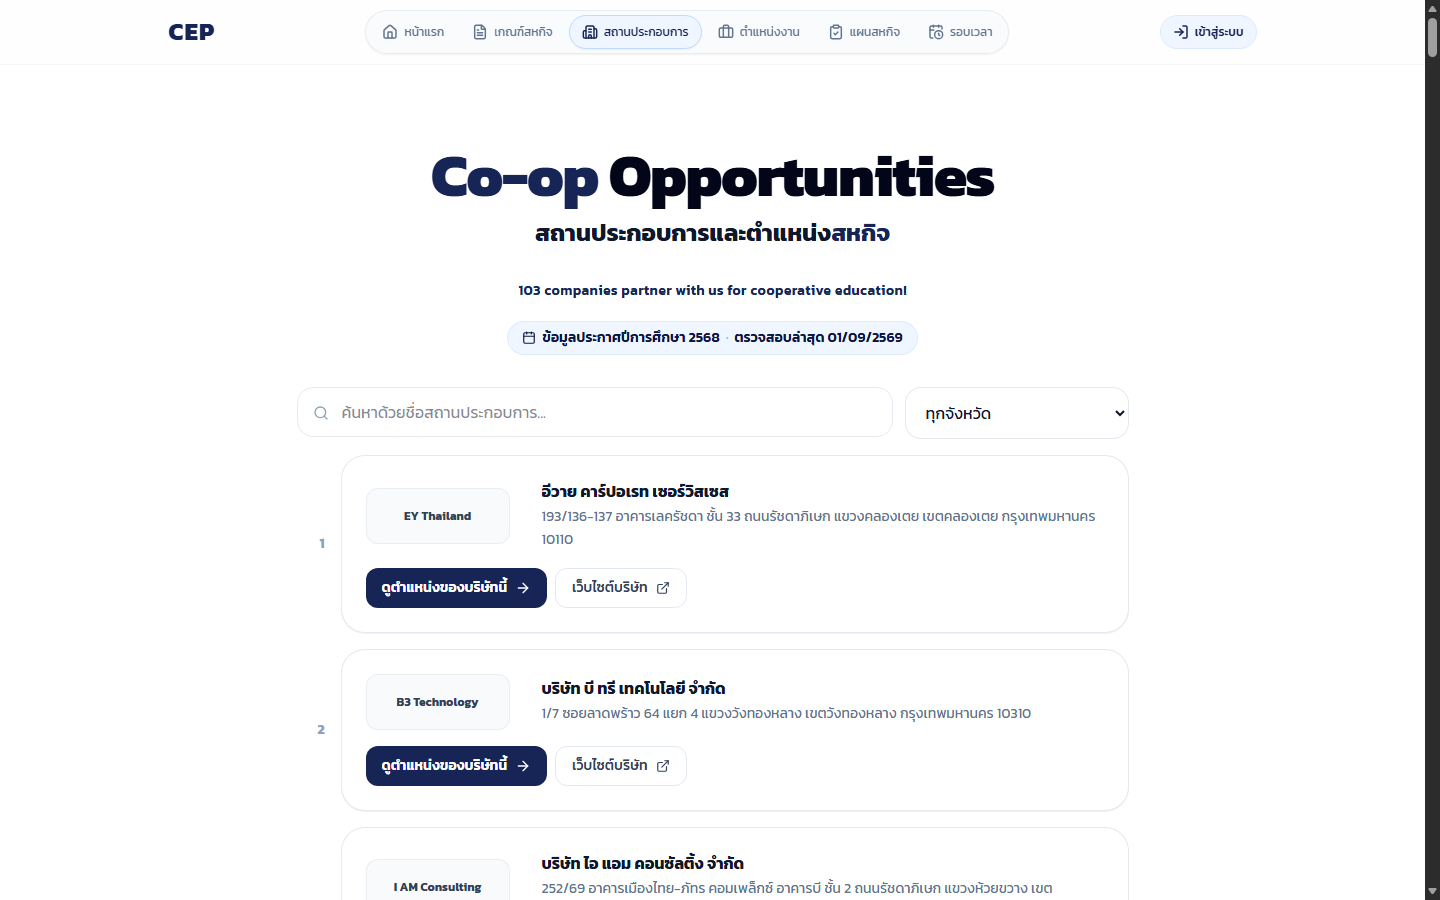 CEP
หน้าแรก
เกณฑ์สหกิจ
สถานประกอบการ
ตำแหน่งงาน
แผนสหกิจ
รอบเวลา
เข้าสู่ระบบ
Co-op Opportunities
สถานประกอบการและตำแหน่งสหกิจ
103 companies partner with us for cooperative education!
ข้อมูลประกาศปีการศึกษา 2568 · ตรวจสอบล่าสุด 01/09/2569
ค้นหาด้วยชื่อสถานประกอบการ...
ทุกจังหวัด
1
EY Thailand
อีวาย คาร์ปอเรท เซอร์วิสเซส
193/136-137 อาคารเลครัชดา ชั้น 33 ถนนรัชดาภิเษก แขวงคลองเตย เขตคลองเตย กรุงเทพมหานคร
10110
ดูตำแหน่งของบริษัทนี้
เว็บไซต์บริษัท
2
B3 Technology
บริษัท บี ทรี เทคโนโลยี จำกัด
1/7 ซอยลาดพร้าว 64 แยก 4 แขวงวังทองหลาง เขตวังทองหลาง กรุงเทพมหานคร 10310
ดูตำแหน่งของบริษัทนี้
เว็บไซต์บริษัท
I AM Consulting
บริษัท ไอ แอม คอนซัลติ้ง จำกัด
252/69 อาคารเมืองไทย-ภัทร คอมเพล็กซ์ อาคารบี ชั้น 2 ถนนรัชดาภิเษก แขวงห้วยขวาง เขต